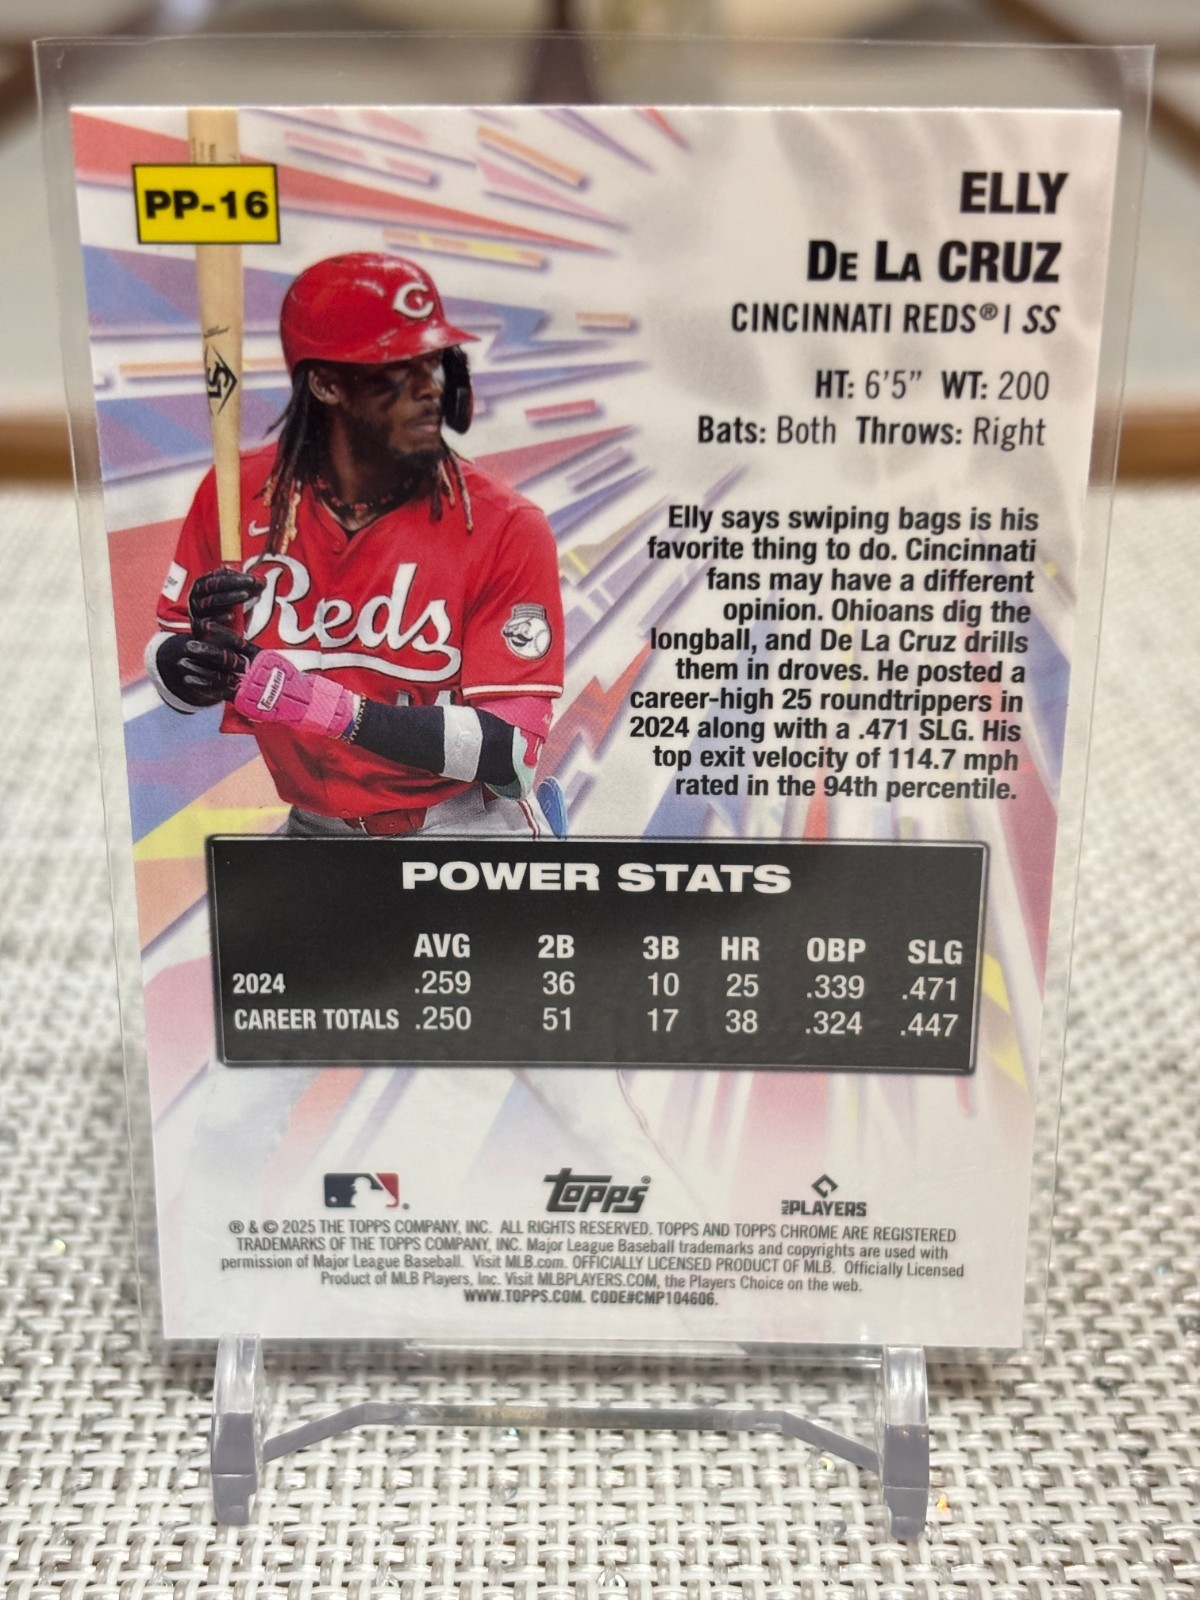 PP-16
ELLY
DE LA CRUZ
CINCINNATI REDS® | SS
HT: 6'5" WT: 200
Bats: Both Throws: Right
Elly says swiping bags is his
favorite thing to do. Cincinnati
fans may have a different
opinion. Ohioans dig the
longball, and De La Cruz drills
them in droves. He posted a
career-high 25 roundtrippers in
2024 along with a .471 SLG. His
top exit velocity of 114.7 mph
rated in the 94th percentile.
C
Reds
Franklin
POWER STATS
AVG 2B 3B HR OBP SLG
2024 .259 36 10 25 .339 .471
CAREER TOTALS .250 51 17 38 .324 .447
topps®
MLB PLAYERS
® & © 2025 THE TOPPS COMPANY, INC. ALL RIGHTS RESERVED. TOPPS AND TOPPS CHROME ARE REGISTERED
TRADEMARKS OF THE TOPPS COMPANY, INC. Major League Baseball trademarks and copyrights are used with
permission of Major League Baseball. Visit MLB.com. OFFICIALLY LICENSED PRODUCT OF MLB. Officially Licensed
Product of MLB Players, Inc. Visit MLBPLAYERS.COM, the Players Choice on the web.
WWW.TOPPS.COM. CODE#CMP104606.